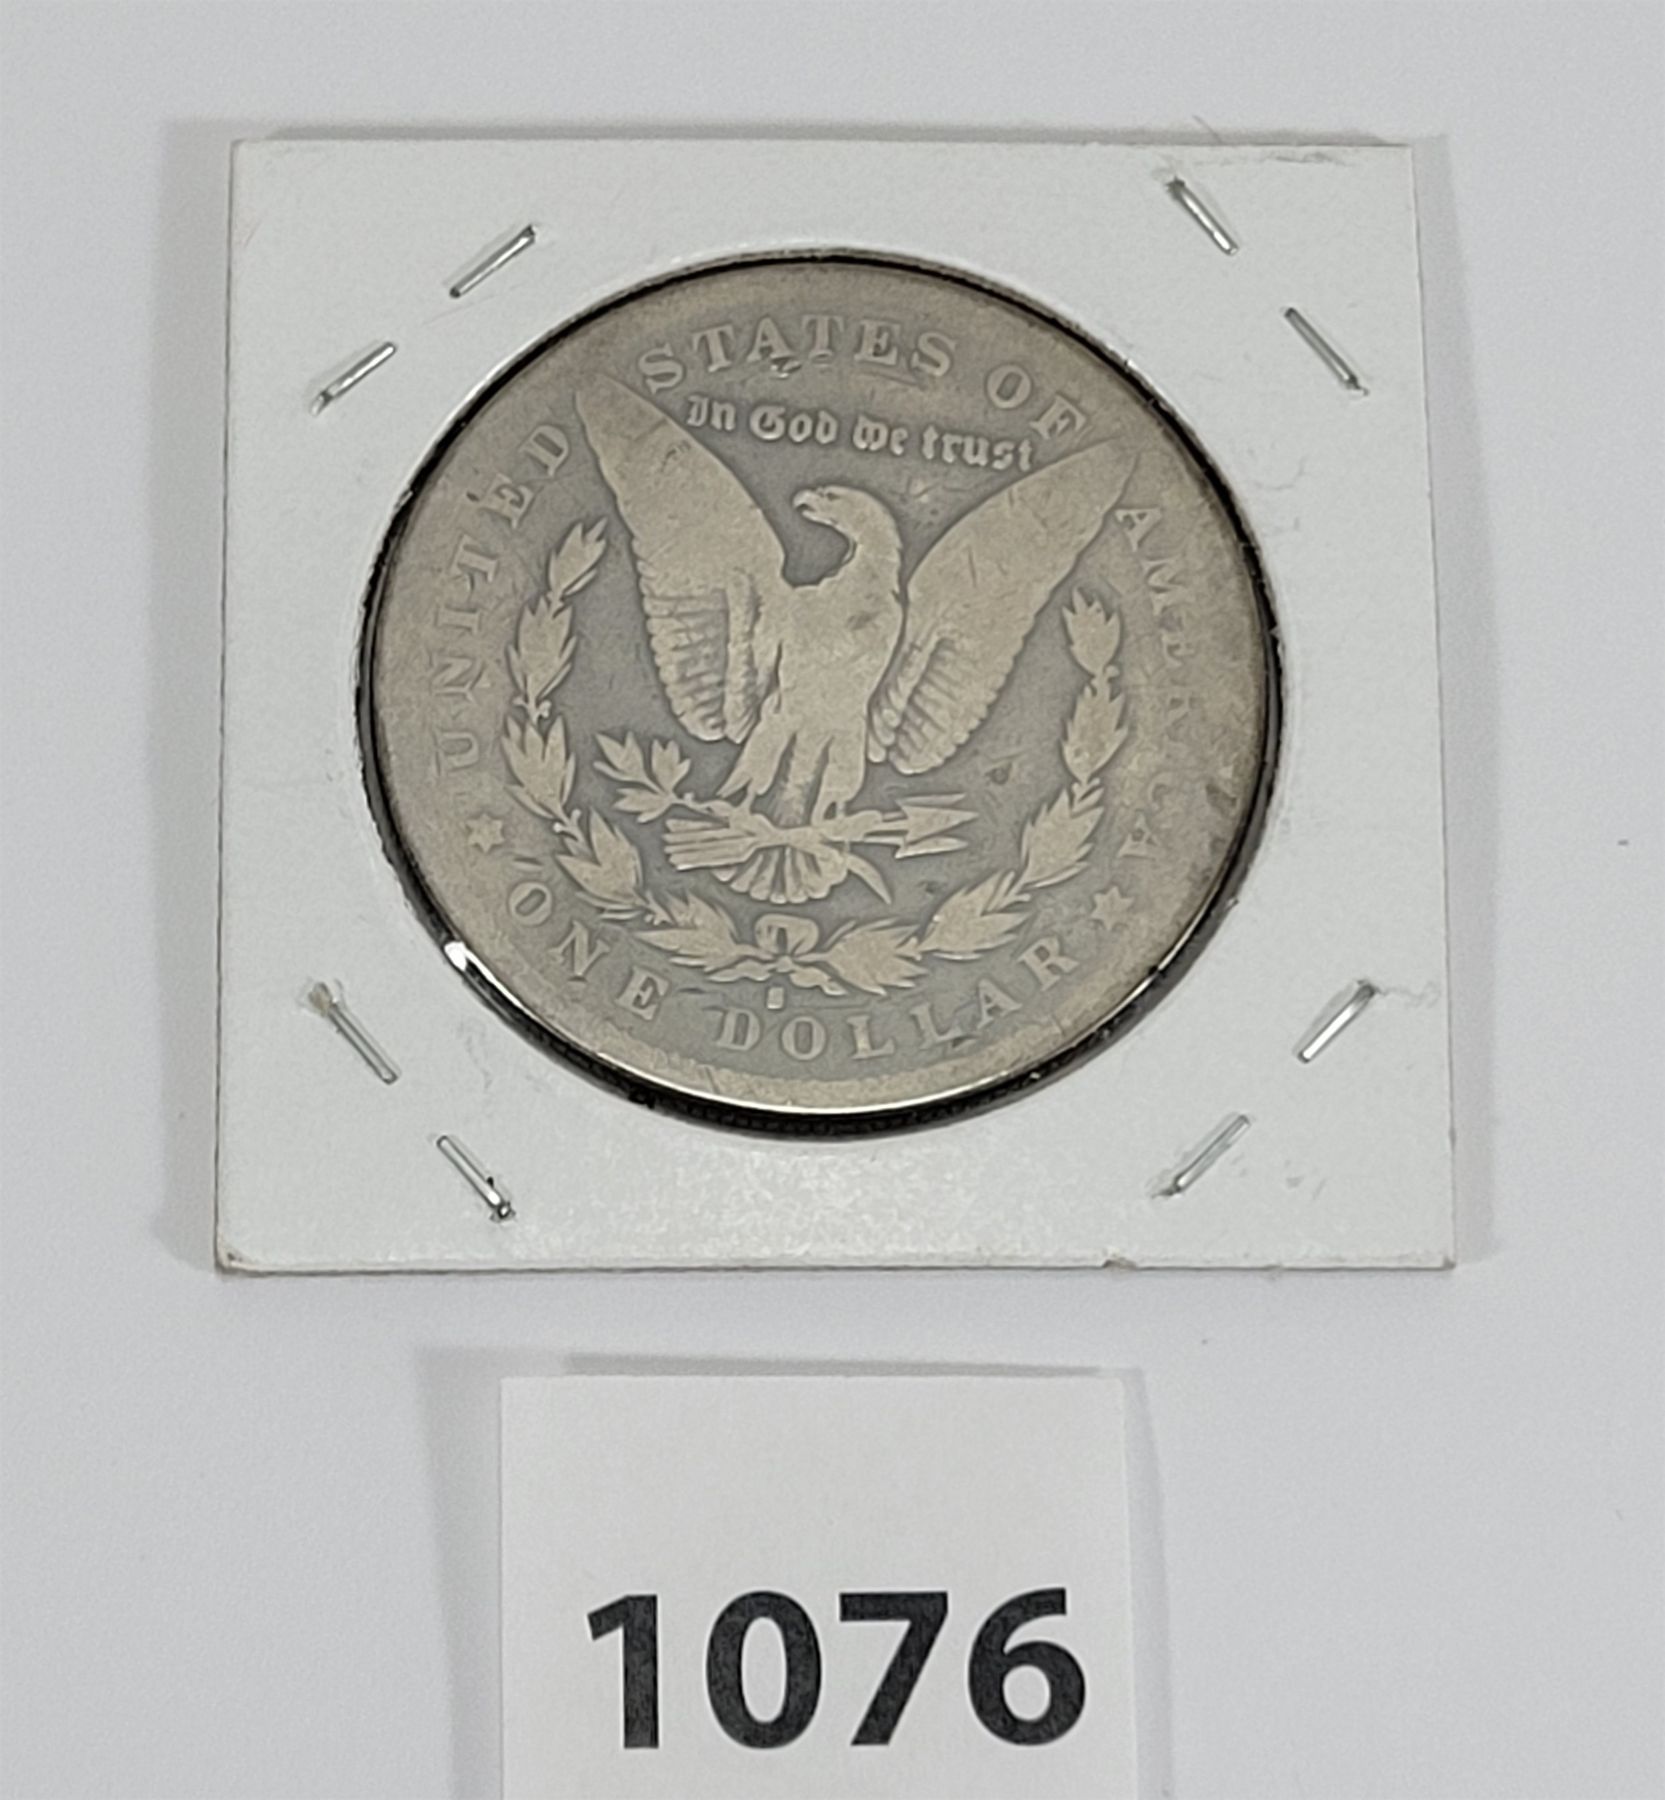 UNITED STATES OF AMERICA
In God we trust
ONE DOLLAR
1076